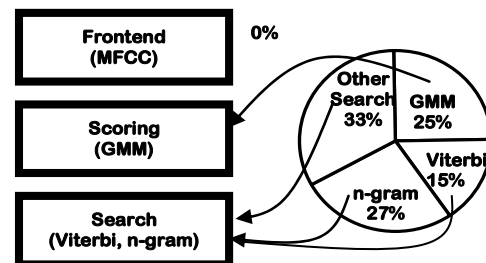 Frontend
(MFCC)
0%
Scoring
(GMM)
Search
(Viterbi, n-gram)
Other
Search
33%
GMM
25%
Viterbi
15%
n-gram
27%